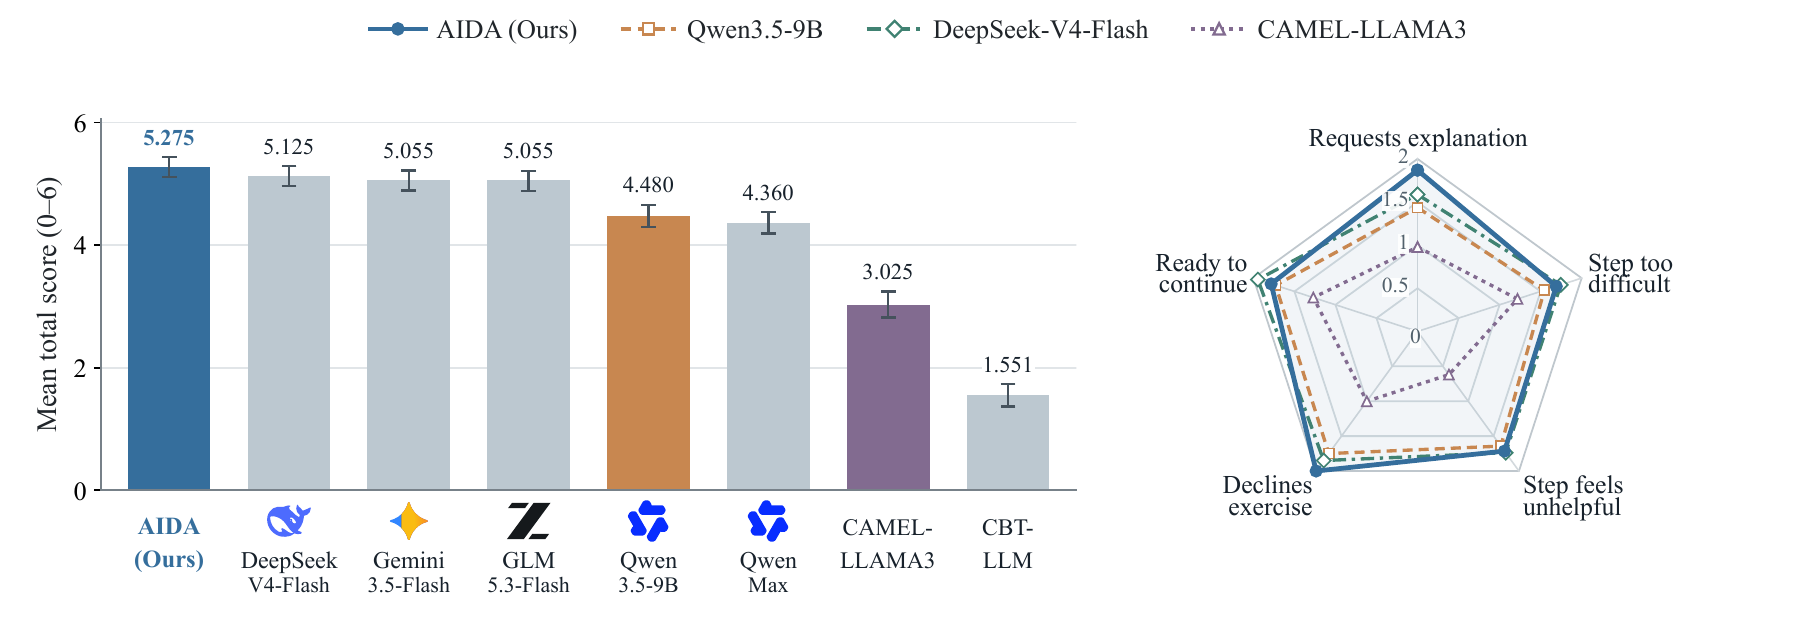 AIDA (Ours)
Qwen3.5-9B
DeepSeek-V4-Flash
CAMEL-LLAMA3
Mean total score (0–6)
6
4
2
0
5.275
5.125
5.055
5.055
4.480
4.360
3.025
1.551
AIDA
(Ours)
DeepSeek
V4-Flash
Gemini
3.5-Flash
GLM
5.3-Flash
Qwen
3.5-9B
Qwen
Max
CAMEL-
LLAMA3
CBT-
LLM
Requests explanation
2
1.5
1
0.5
0
Step too
difficult
Step feels
unhelpful
Declines
exercise
Ready to
continue